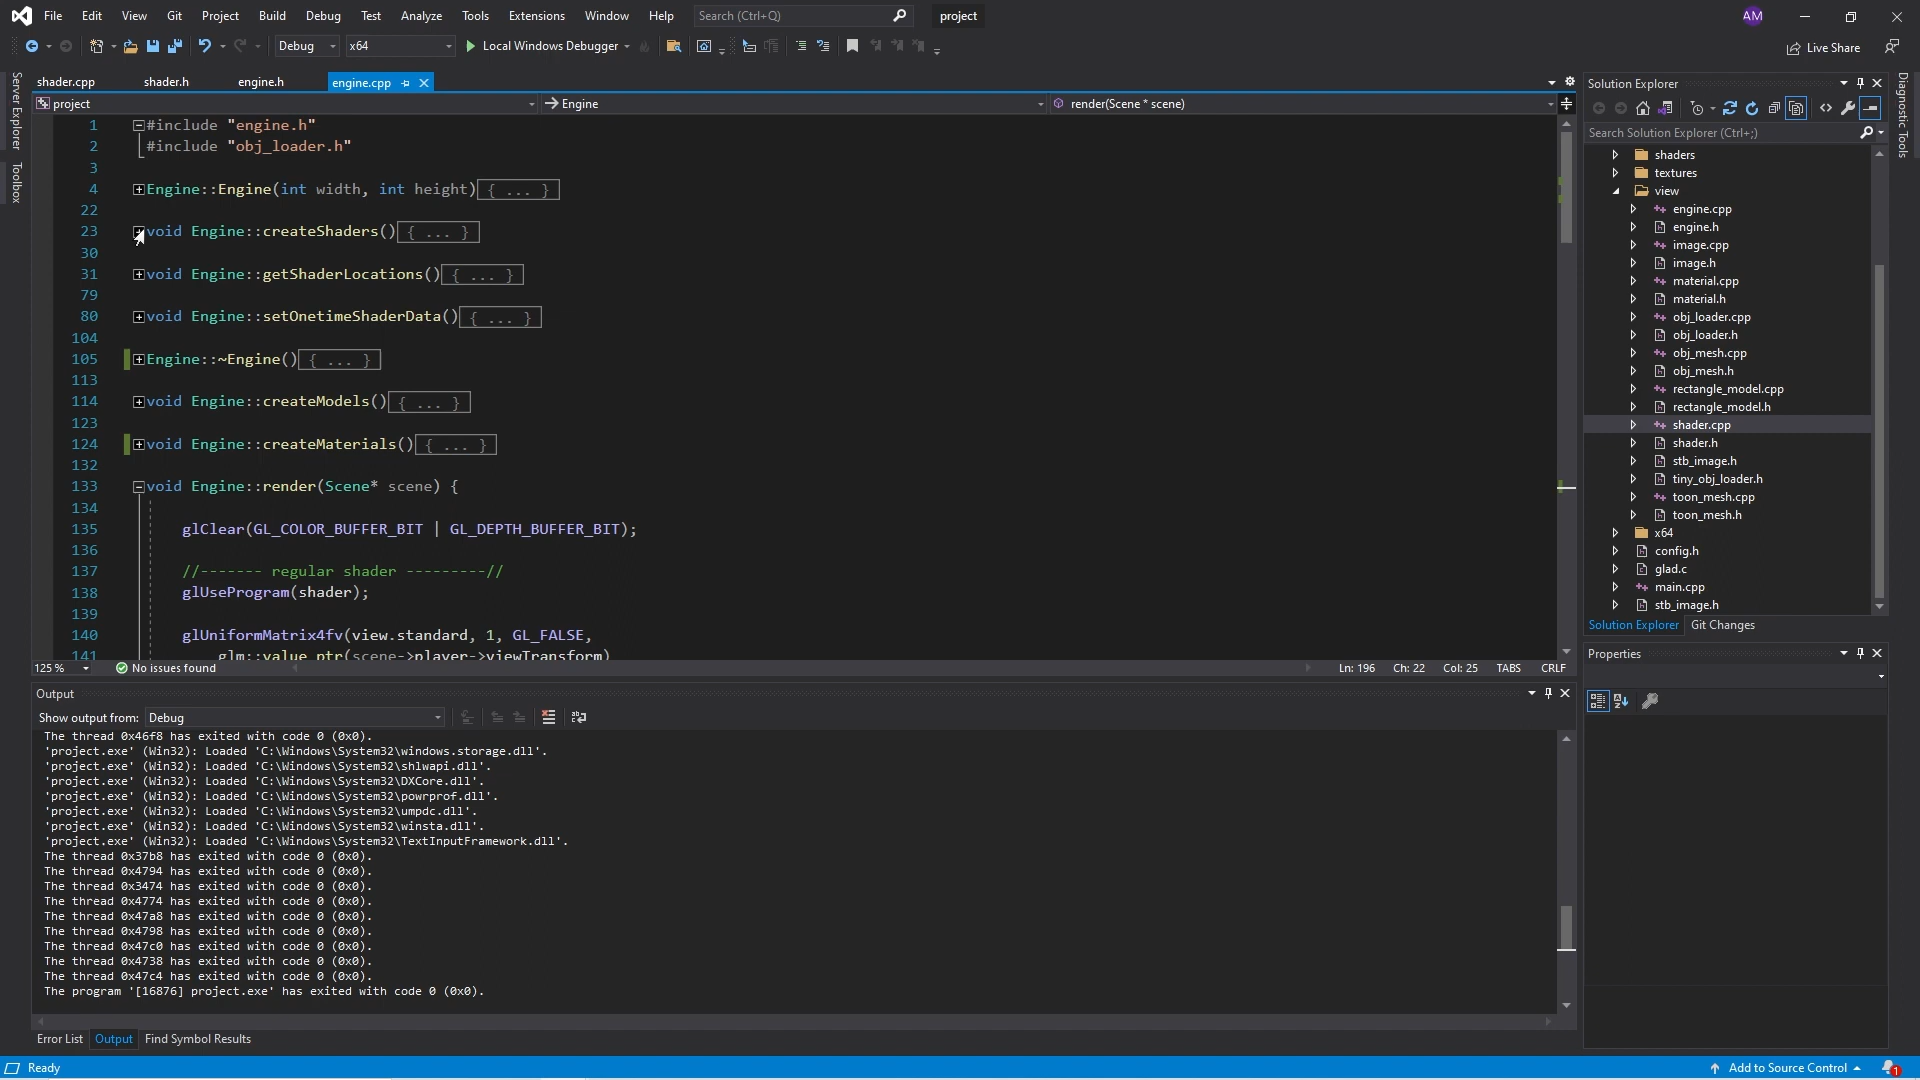 File Edit View Git Project Build Debug Test Analyze Tools Extensions Window Help Search (Ctrl+Q) project AM
Debug x64 Local Windows Debugger Live Share
shader.cpp shader.h engine.h engine.cpp
project Engine render(Scene * scene)
1 #include "engine.h"
2 #include "obj_loader.h"
3
4 Engine::Engine(int width, int height){ ... }
22
23 void Engine::createShaders(){ ... }
30
31 void Engine::getShaderLocations(){ ... }
79
80 void Engine::setOnetimeShaderData(){ ... }
104
105 Engine::~Engine(){ ... }
113
114 void Engine::createModels(){ ... }
123
124 void Engine::createMaterials(){ ... }
132
133 void Engine::render(Scene* scene) {
134
135 glClear(GL_COLOR_BUFFER_BIT | GL_DEPTH_BUFFER_BIT);
136
137 //------- regular shader ---------//
138 glUseProgram(shader);
139
140 glUniformMatrix4fv(view.standard, 1, GL_FALSE,
141 glm::value_ptr(scene->player->viewTransform)
125 % No issues found Ln: 196 Ch: 22 Col: 25 TABS CRLF
Output
Show output from: Debug
The thread 0x46f8 has exited with code 0 (0x0).
'project.exe' (Win32): Loaded 'C:\Windows\System32\windows.storage.dll'.
'project.exe' (Win32): Loaded 'C:\Windows\System32\shlwapi.dll'.
'project.exe' (Win32): Loaded 'C:\Windows\System32\DXCore.dll'.
'project.exe' (Win32): Loaded 'C:\Windows\System32\powrprof.dll'.
'project.exe' (Win32): Loaded 'C:\Windows\System32\umpdc.dll'.
'project.exe' (Win32): Loaded 'C:\Windows\System32\winsta.dll'.
'project.exe' (Win32): Loaded 'C:\Windows\System32\TextInputFramework.dll'.
The thread 0x37b8 has exited with code 0 (0x0).
The thread 0x4794 has exited with code 0 (0x0).
The thread 0x3474 has exited with code 0 (0x0).
The thread 0x4774 has exited with code 0 (0x0).
The thread 0x47a8 has exited with code 0 (0x0).
The thread 0x4798 has exited with code 0 (0x0).
The thread 0x47c0 has exited with code 0 (0x0).
The thread 0x4738 has exited with code 0 (0x0).
The thread 0x47c4 has exited with code 0 (0x0).
The program '[16876] project.exe' has exited with code 0 (0x0).
Error List Output Find Symbol Results
Ready Add to Source Control 1
Server Explorer
Toolbox
Solution Explorer
Search Solution Explorer (Ctrl+;)
shaders
textures
view
engine.cpp
engine.h
image.cpp
image.h
material.cpp
material.h
obj_loader.cpp
obj_loader.h
obj_mesh.cpp
obj_mesh.h
rectangle_model.cpp
rectangle_model.h
shader.cpp
shader.h
stb_image.h
tiny_obj_loader.h
toon_mesh.cpp
toon_mesh.h
x64
config.h
glad.c
main.cpp
stb_image.h
Solution Explorer Git Changes
Properties
Diagnostic Tools